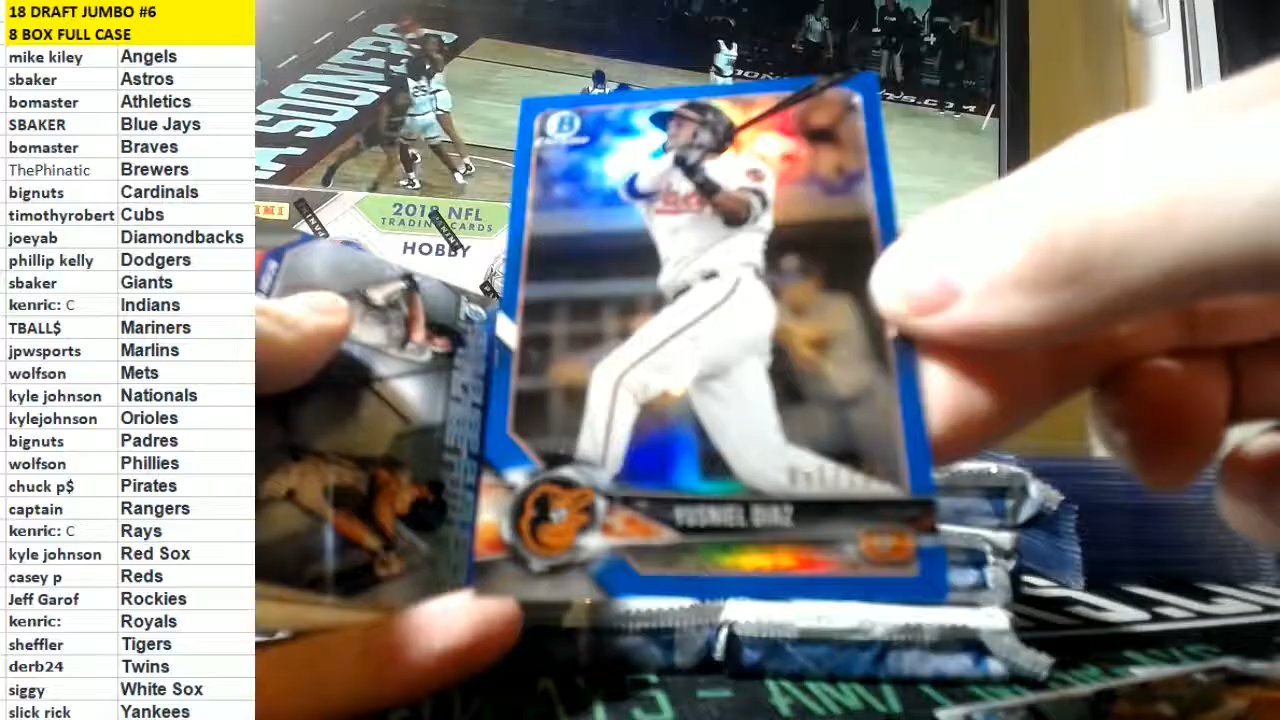 18 DRAFT JUMBO #6
8 BOX FULL CASE
mike kiley Angels
sbaker Astros
bomaster Athletics
SBAKER Blue Jays
bomaster Braves
ThePhinatic Brewers
bignuts Cardinals
timothyrobert Cubs
joeyab Diamondbacks
phillip kelly Dodgers
sbaker Giants
kenric: C Indians
TBALL$ Mariners
jpwsports Marlins
wolfson Mets
kyle johnson Nationals
kylejohnson Orioles
bignuts Padres
wolfson Phillies
chuck p$ Pirates
captain Rangers
kenric: C Rays
kyle johnson Red Sox
casey p Reds
Jeff Garof Rockies
kenric: Royals
sheffler Tigers
derb24 Twins
siggy White Sox
slick rick Yankees
SOONERS
2018 NFL
TRADING CARDS
HOBBY
B
YUSNIEL DIAZ